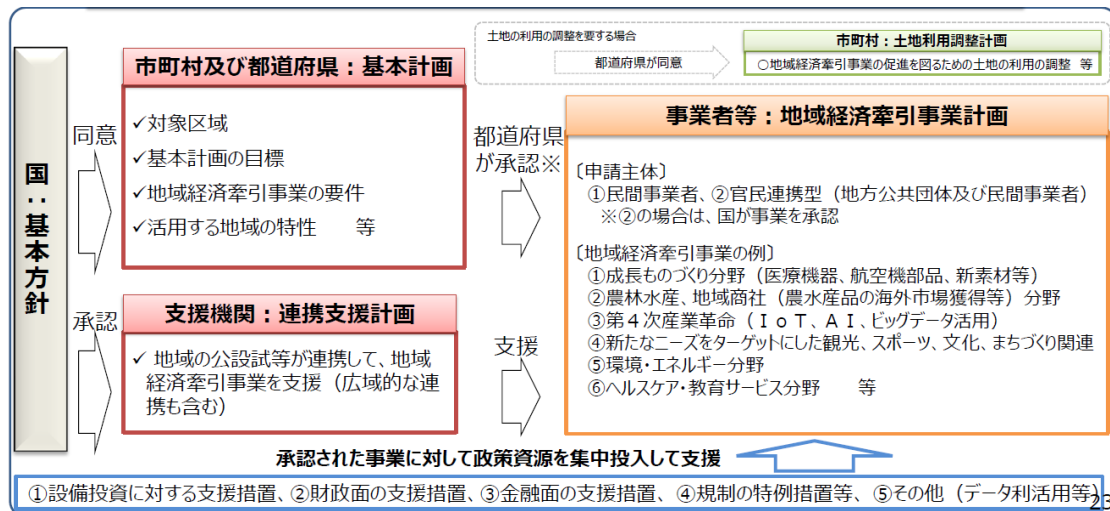 国：基本方針
同意
承認
市町村及び都道府県：基本計画
✓対象区域
✓基本計画の目標
✓地域経済牽引事業の要件
✓活用する地域の特性　　等
支援機関：連携支援計画
✓ 地域の公設試等が連携して、地域
経済牽引事業を支援（広域的な連
携も含む）
土地の利用の調整を要する場合
都道府県が同意
市町村：土地利用調整計画
○地域経済牽引事業の促進を図るための土地の利用の調整　等
都道府県
が承認※
支援
事業者等：地域経済牽引事業計画
〔申請主体〕
①民間事業者、②官民連携型（地方公共団体及び民間事業者）
※②の場合は、国が事業を承認
〔地域経済牽引事業の例〕
①成長ものづくり分野（医療機器、航空機部品、新素材等）
②農林水産、地域商社（農水産品の海外市場獲得等）分野
③第４次産業革命（ＩｏＴ、ＡＩ、ビッグデータ活用）
④新たなニーズをターゲットにした観光、スポーツ、文化、まちづくり関連
⑤環境・エネルギー分野
⑥ヘルスケア・教育サービス分野　　等
承認された事業に対して政策資源を集中投入して支援
①設備投資に対する支援措置、②財政面の支援措置、③金融面の支援措置、④規制の特例措置等、⑤その他（データ利活用等）
23